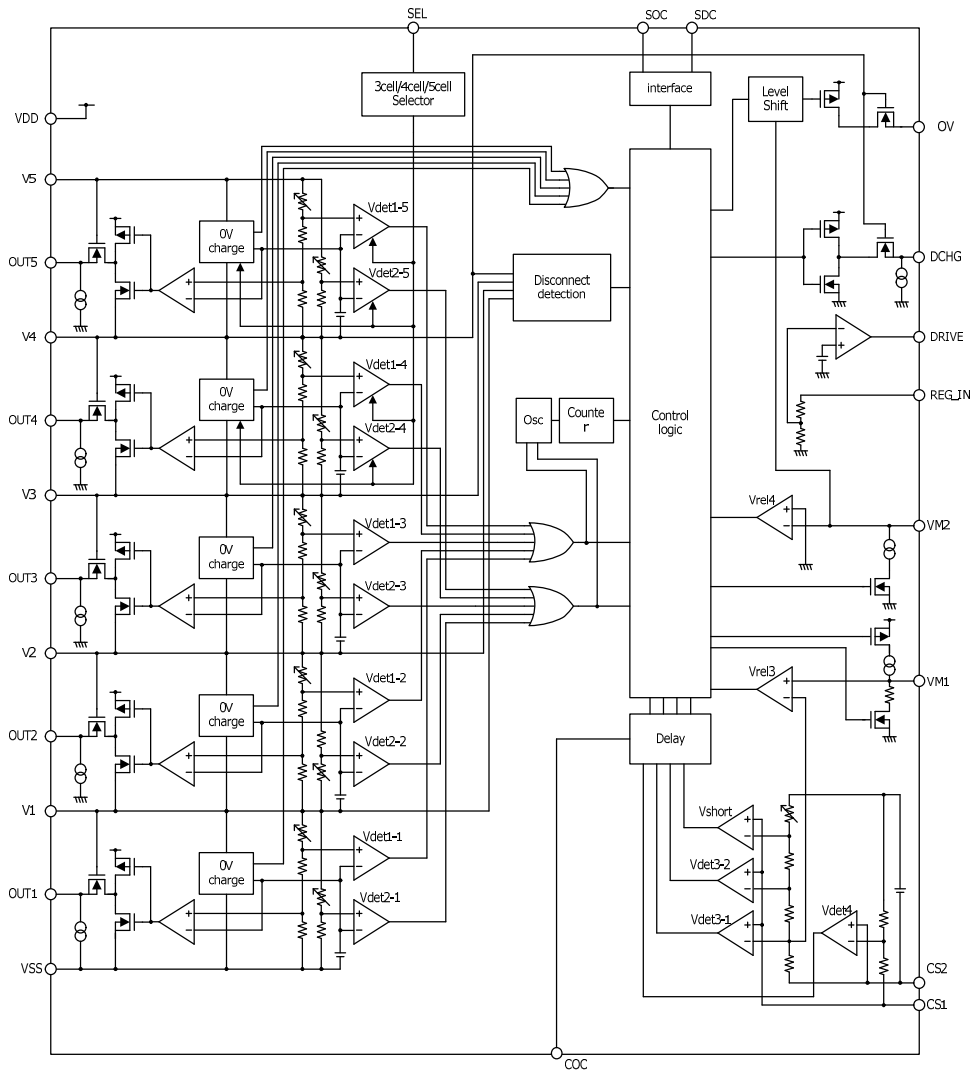 SEL
SOC
SDC
3cell/4cell/5cell
Selector
interface
Level
Shift
VDD
OV
V5
Vdet1-5
0V
charge
OUT5
Vdet2-5
Disconnect
detection
DCHG
V4
DRIVE
Vdet1-4
0V
charge
REG_IN
OUT4
Vdet2-4
Osc
Counte
r
Control
logic
V3
Vrel4
VM2
Vdet1-3
0V
charge
OUT3
Vdet2-3
V2
Vrel3
VM1
Vdet1-2
0V
charge
OUT2
Vdet2-2
Delay
V1
Vshort
Vdet1-1
0V
charge
Vdet3-2
OUT1
Vdet2-1
Vdet3-1
Vdet4
VSS
CS2
CS1
COC